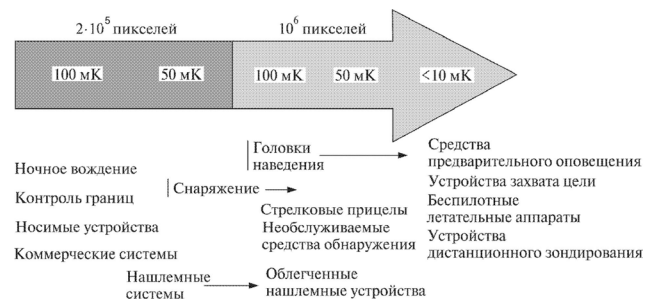 2·10⁵ пикселей
10⁶ пикселей
100 мК
50 мК
100 мК
50 мК
<10 мК
Ночное вождение
Контроль границ
Носимые устройства
Коммерческие системы
Снаряжение
Нашлемные
системы
Головки
наведения
Стрелковые прицелы
Необслуживаемые
средства обнаружения
Облегченные
нашлемные устройства
Средства
предварительного оповещения
Устройства захвата цели
Беспилотные
летательные аппараты
Устройства
дистанционного зондирования